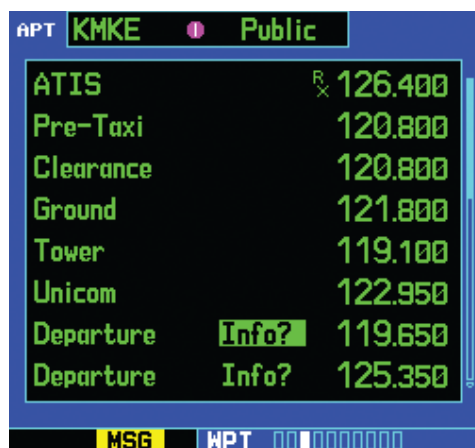 APT KMKE Public
ATIS Rx 126.400
Pre-Taxi 120.800
Clearance 120.800
Ground 121.800
Tower 119.100
Unicom 122.950
Departure Info? 119.650
Departure Info? 125.350
MSG WPT